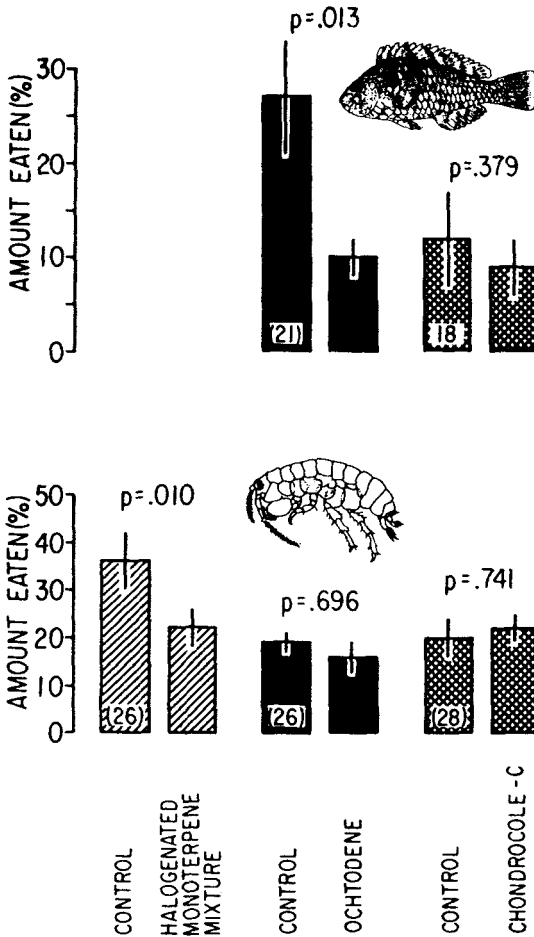 p=.013
AMOUNT EATEN (%)
30
20
10
0
p=.379
(21)
18
AMOUNT EATEN (%)
50
40
30
20
10
0
p=.010
p=.696
p=.741
(26)
(26)
(28)
CONTROL
HALOGENATED
MONOTERPENE
MIXTURE
CONTROL
OCHTODENE
CONTROL
CHONDROCOLE-C